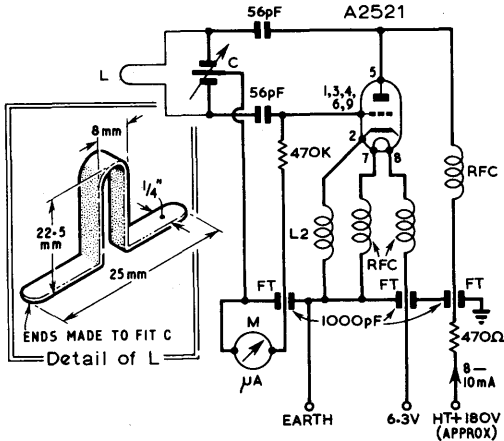 56pF
A2521
L
C
5
56pF
1,3,4,
6,9
2
7
8
8mm
470K
RFC
1/4"
22·5
mm
L2
RFC
25mm
FT
FT
FT
1000pF
ENDS MADE TO FIT C
Detail of L
M
μA
470Ω
8—
10mA
EARTH
6·3V
HT+180V
(APPROX)